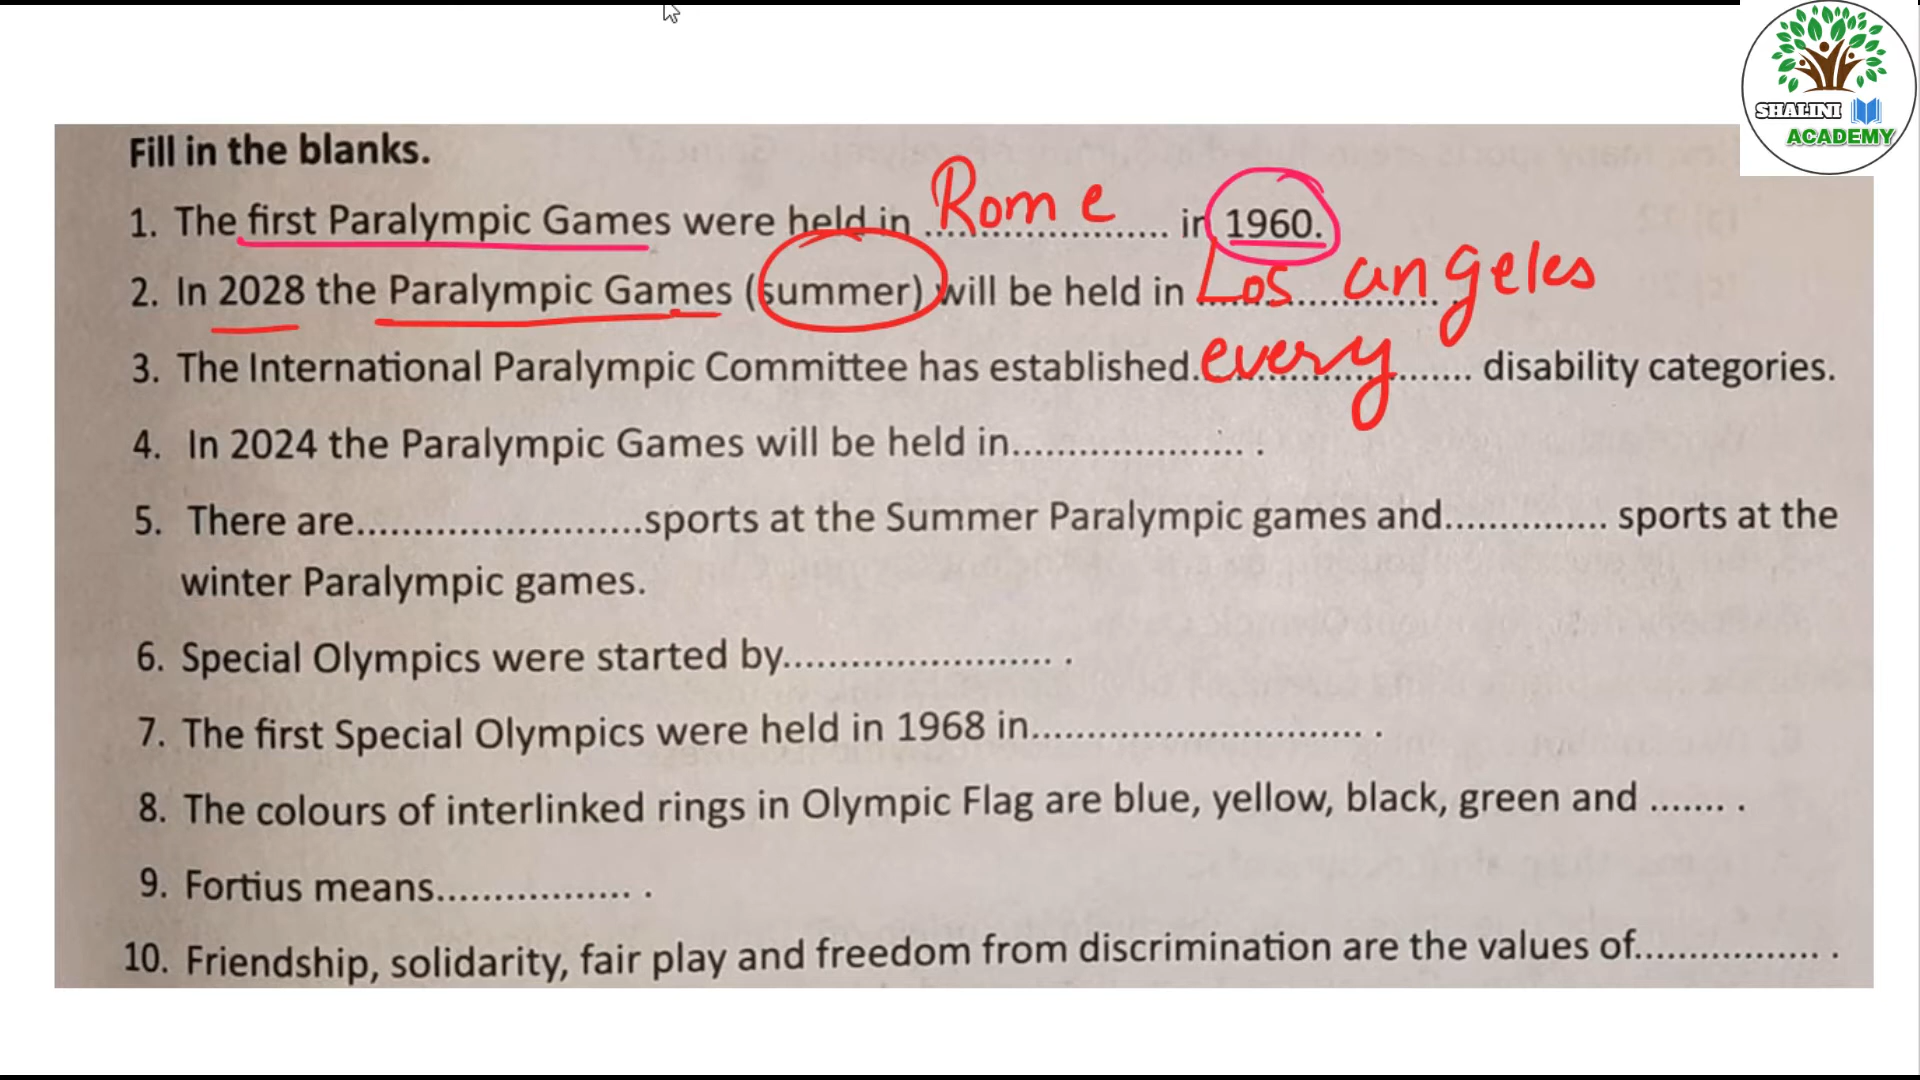 SHALINI
ACADEMY
Fill in the blanks.
1. The first Paralympic Games were held in ..................... Rome in 1960.
2. In 2028 the Paralympic Games (summer) will be held in ..................... Los angeles
3. The International Paralympic Committee has established..................... every disability categories.
4. In 2024 the Paralympic Games will be held in..................... .
5. There are.........................sports at the Summer Paralympic games and............... sports at the
winter Paralympic games.
6. Special Olympics were started by........................ .
7. The first Special Olympics were held in 1968 in............................. .
8. The colours of interlinked rings in Olympic Flag are blue, yellow, black, green and ....... .
9. Fortius means................. .
10. Friendship, solidarity, fair play and freedom from discrimination are the values of................. .